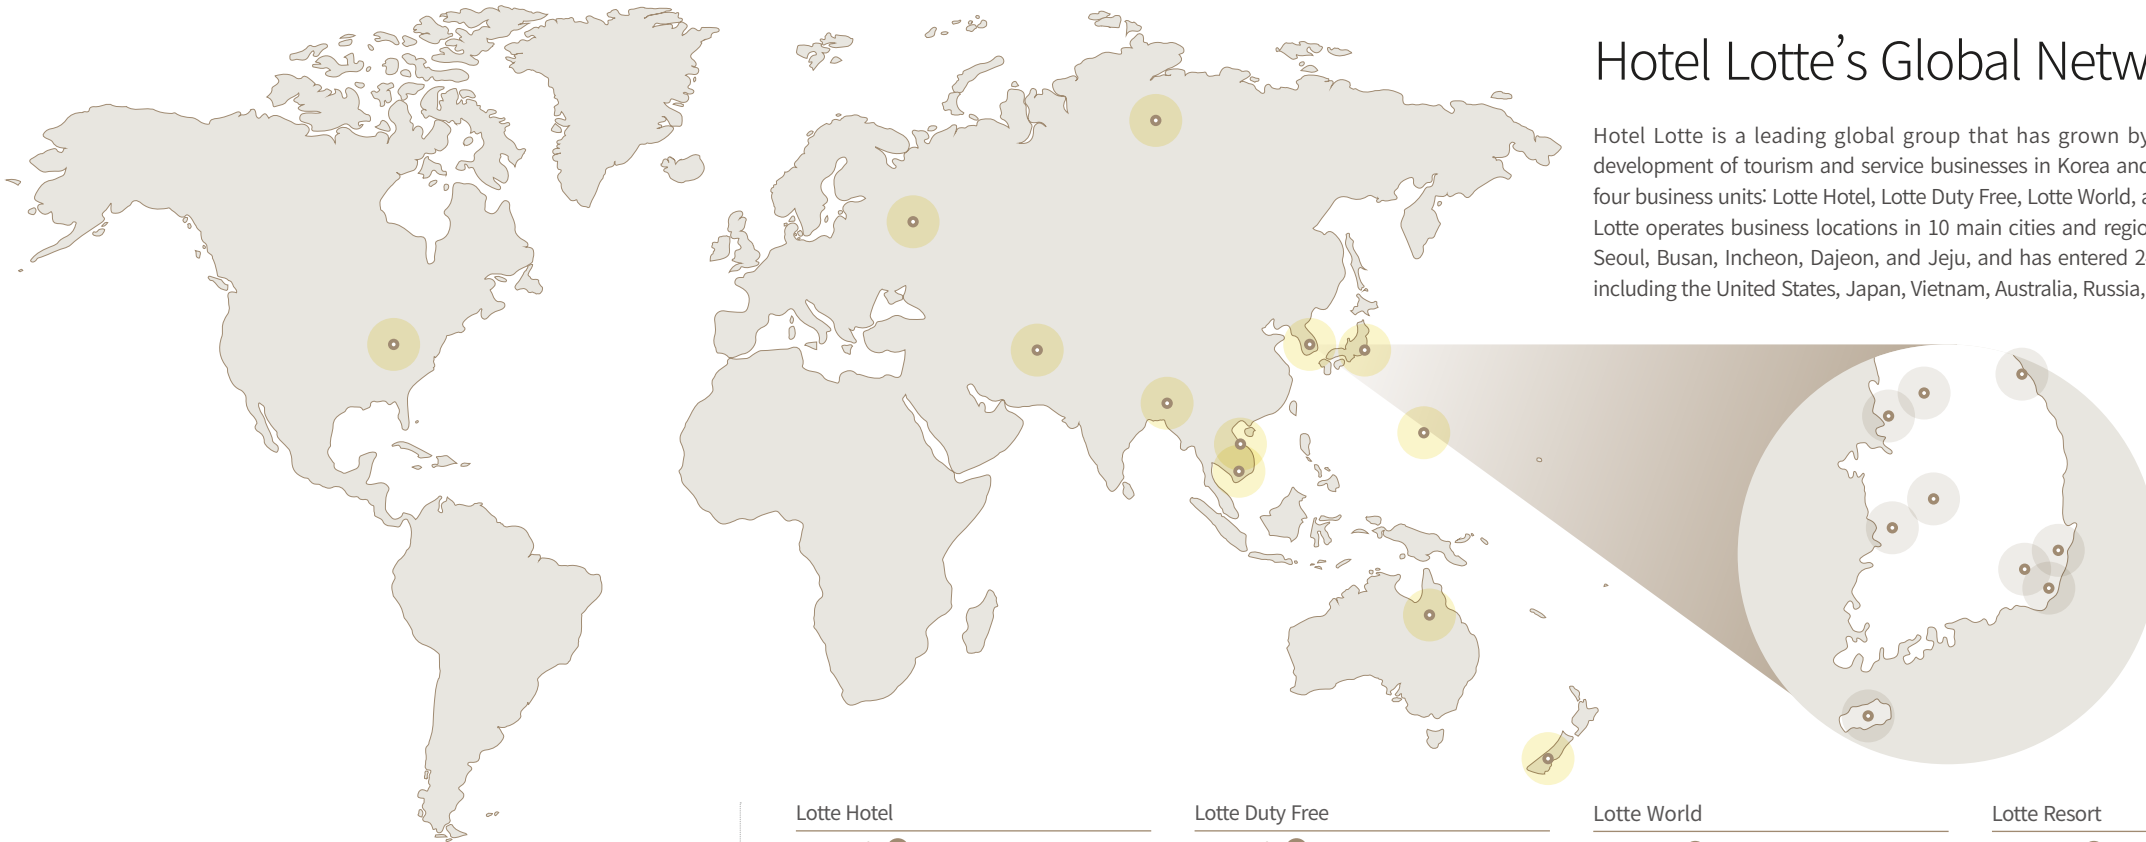 Hotel Lotte’s Global Netw
Hotel Lotte is a leading global group that has grown by
development of tourism and service businesses in Korea and
four business units: Lotte Hotel, Lotte Duty Free, Lotte World, a
Lotte operates business locations in 10 main cities and regio
Seoul, Busan, Incheon, Dajeon, and Jeju, and has entered 2
including the United States, Japan, Vietnam, Australia, Russia,
Lotte Hotel
Lotte Duty Free
Lotte World
Lotte Resort